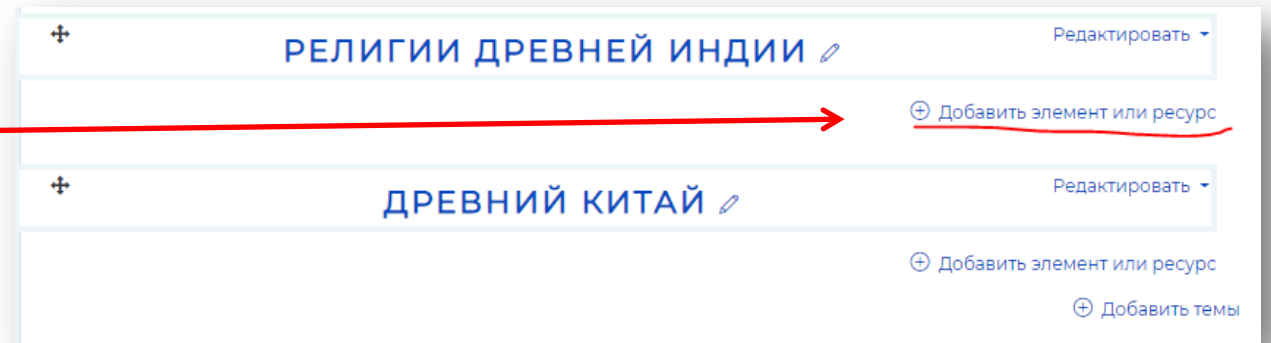 РЕЛИГИИ ДРЕВНЕЙ ИНДИИ
Редактировать
Добавить элемент или ресурс
ДРЕВНИЙ КИТАЙ
Редактировать
Добавить элемент или ресурс
Добавить темы